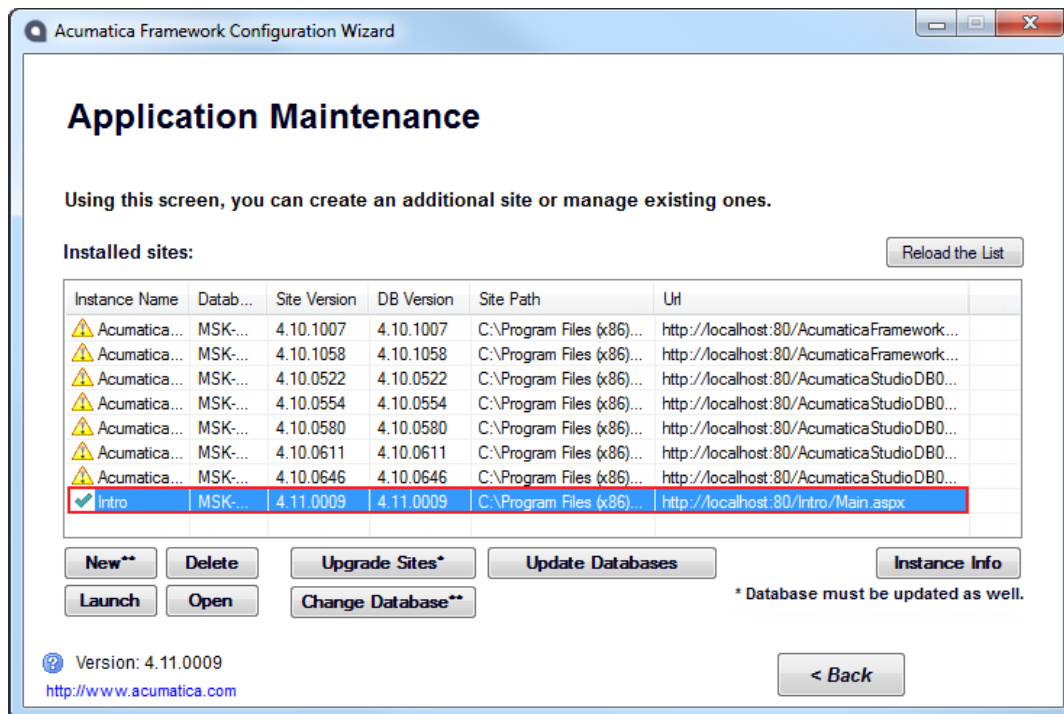 Acumatica Framework Configuration Wizard
Application Maintenance
Using this screen, you can create an additional site or manage existing ones.
Installed sites:
Reload the List
Instance Name Datab... Site Version DB Version Site Path Url
Acumatica... MSK-... 4.10.1007 4.10.1007 C:\Program Files (x86)... http://localhost:80/AcumaticaFramework...
Acumatica... MSK-... 4.10.1058 4.10.1058 C:\Program Files (x86)... http://localhost:80/AcumaticaFramework...
Acumatica... MSK-... 4.10.0522 4.10.0522 C:\Program Files (x86)... http://localhost:80/AcumaticaStudioDB0...
Acumatica... MSK-... 4.10.0554 4.10.0554 C:\Program Files (x86)... http://localhost:80/AcumaticaStudioDB0...
Acumatica... MSK-... 4.10.0580 4.10.0580 C:\Program Files (x86)... http://localhost:80/AcumaticaStudioDB0...
Acumatica... MSK-... 4.10.0611 4.10.0611 C:\Program Files (x86)... http://localhost:80/AcumaticaStudioDB0...
Acumatica... MSK-... 4.10.0646 4.10.0646 C:\Program Files (x86)... http://localhost:80/AcumaticaStudioDB0...
Intro MSK-... 4.11.0009 4.11.0009 C:\Program Files (x86)... http://localhost:80/Intro/Main.aspx
New** Delete Upgrade Sites* Update Databases Instance Info
Launch Open Change Database** * Database must be updated as well.
Version: 4.11.0009
http://www.acumatica.com
< Back